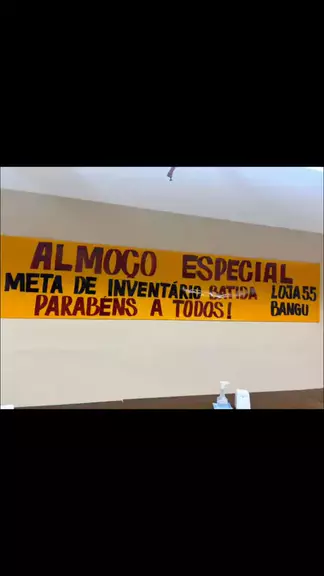 ALMOÇO ESPECIAL
META DE INVENTÁRIO BATIDA LOJA 55
PARABÉNS A TODOS! BANGU